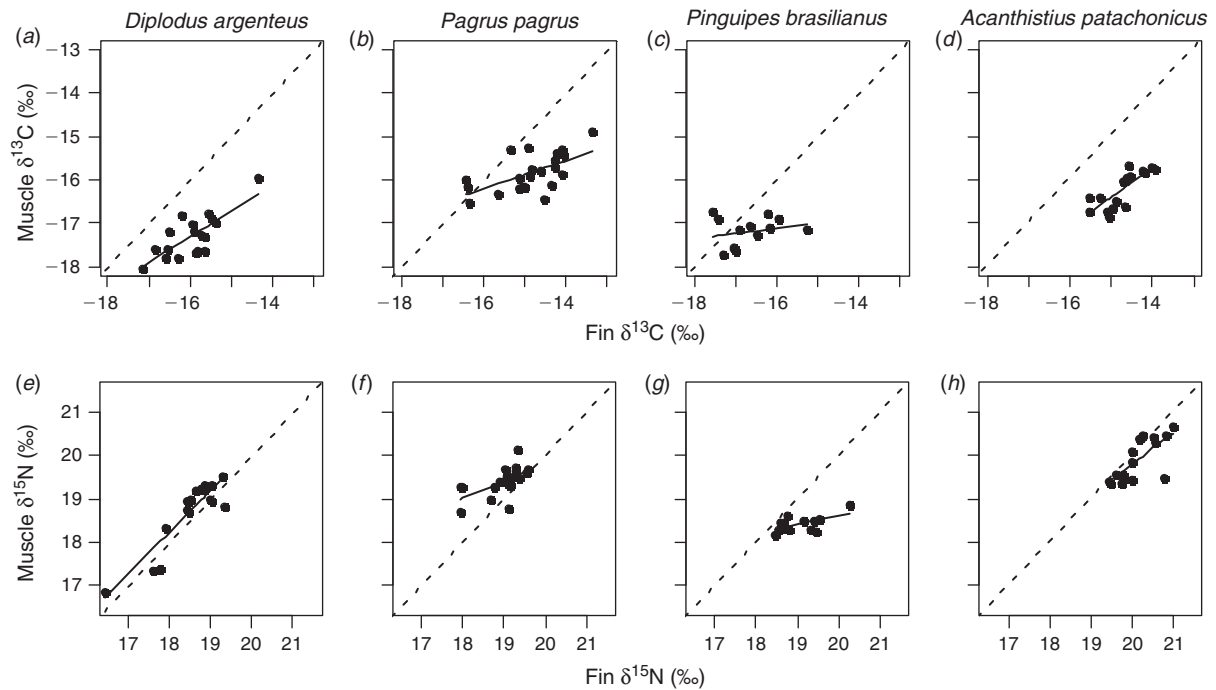 Diplodus argenteus Pagrus pagrus Pinguipes brasilianus Acanthistius patachonicus
(a) (b) (c) (d)
Muscle δ13C (‰)
−13
−14
−15
−16
−17
−18
−18 −16 −14 −18 −16 −14 −18 −16 −14 −18 −16 −14
Fin δ13C (‰)
(e) (f) (g) (h)
Muscle δ15N (‰)
21
20
19
18
17
17 18 19 20 21 17 18 19 20 21 17 18 19 20 21 17 18 19 20 21
Fin δ15N (‰)